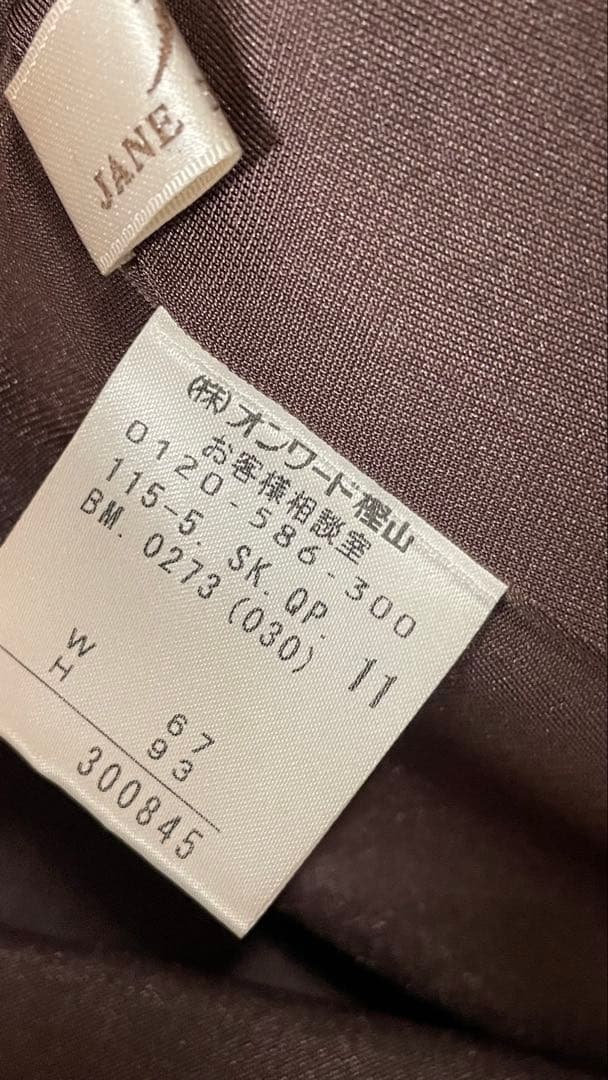 JANE
(株)オンワード樫山
お客様相談室
0120-586-300
115-5. SK. QP.
BM. 0273 (030) 11
W 67
H 93
300845